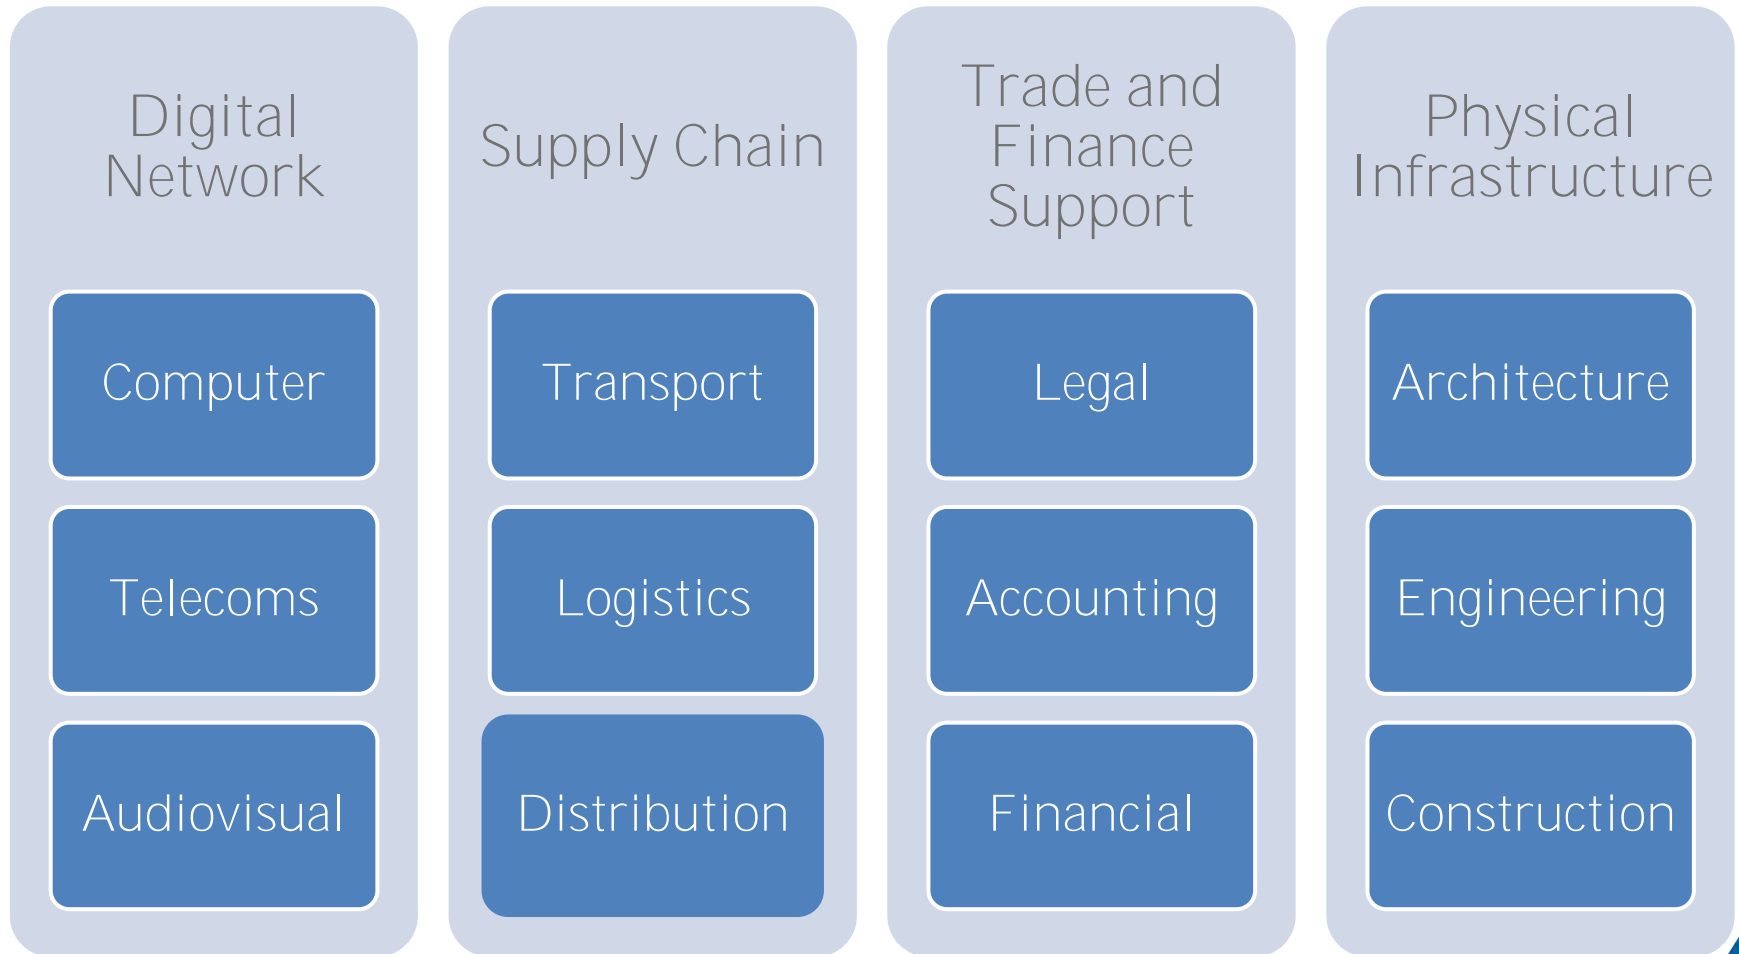 Digital
Network
Computer
Telecoms
Audiovisual
Supply Chain
Transport
Logistics
Distribution
Trade and
Finance
Support
Legal
Accounting
Financial
Physical
Infrastructure
Architecture
Engineering
Construction